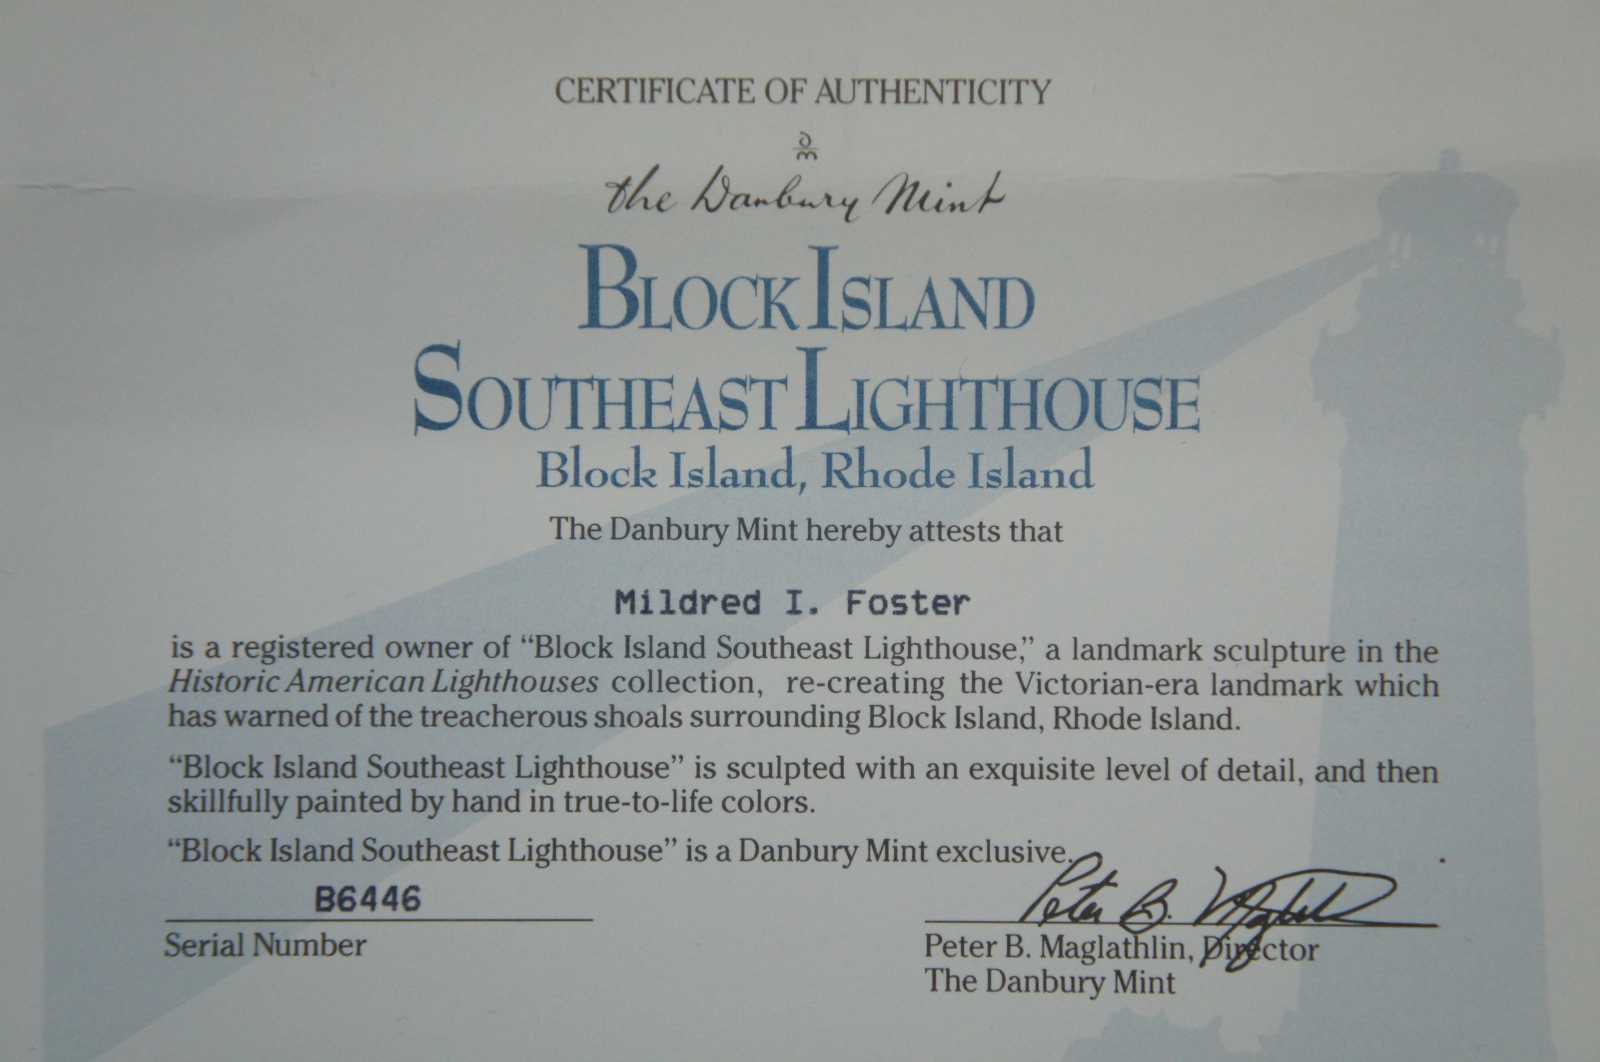 CERTIFICATE OF AUTHENTICITY
the Danbury Mint
BLOCK ISLAND
SOUTHEAST LIGHTHOUSE
Block Island, Rhode Island
The Danbury Mint hereby attests that
Mildred I. Foster
is a registered owner of “Block Island Southeast Lighthouse,” a landmark sculpture in the
Historic American Lighthouses collection, re-creating the Victorian-era landmark which
has warned of the treacherous shoals surrounding Block Island, Rhode Island.
“Block Island Southeast Lighthouse” is sculpted with an exquisite level of detail, and then
skillfully painted by hand in true-to-life colors.
“Block Island Southeast Lighthouse” is a Danbury Mint exclusive.
B6446
Serial Number
Peter B. Maglathlin
Peter B. Maglathlin, Director
The Danbury Mint